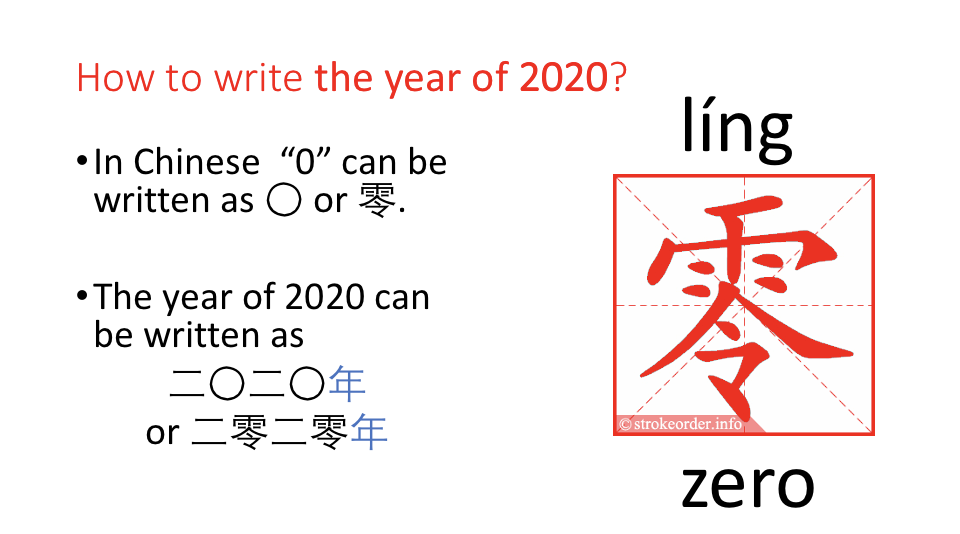 How to write the year of 2020?
•In Chinese  “0” can be
written as 〇 or 零.
•The year of 2020 can
be written as
二〇二〇年
or 二零二零年
líng
零
©strokeorder.info
zero